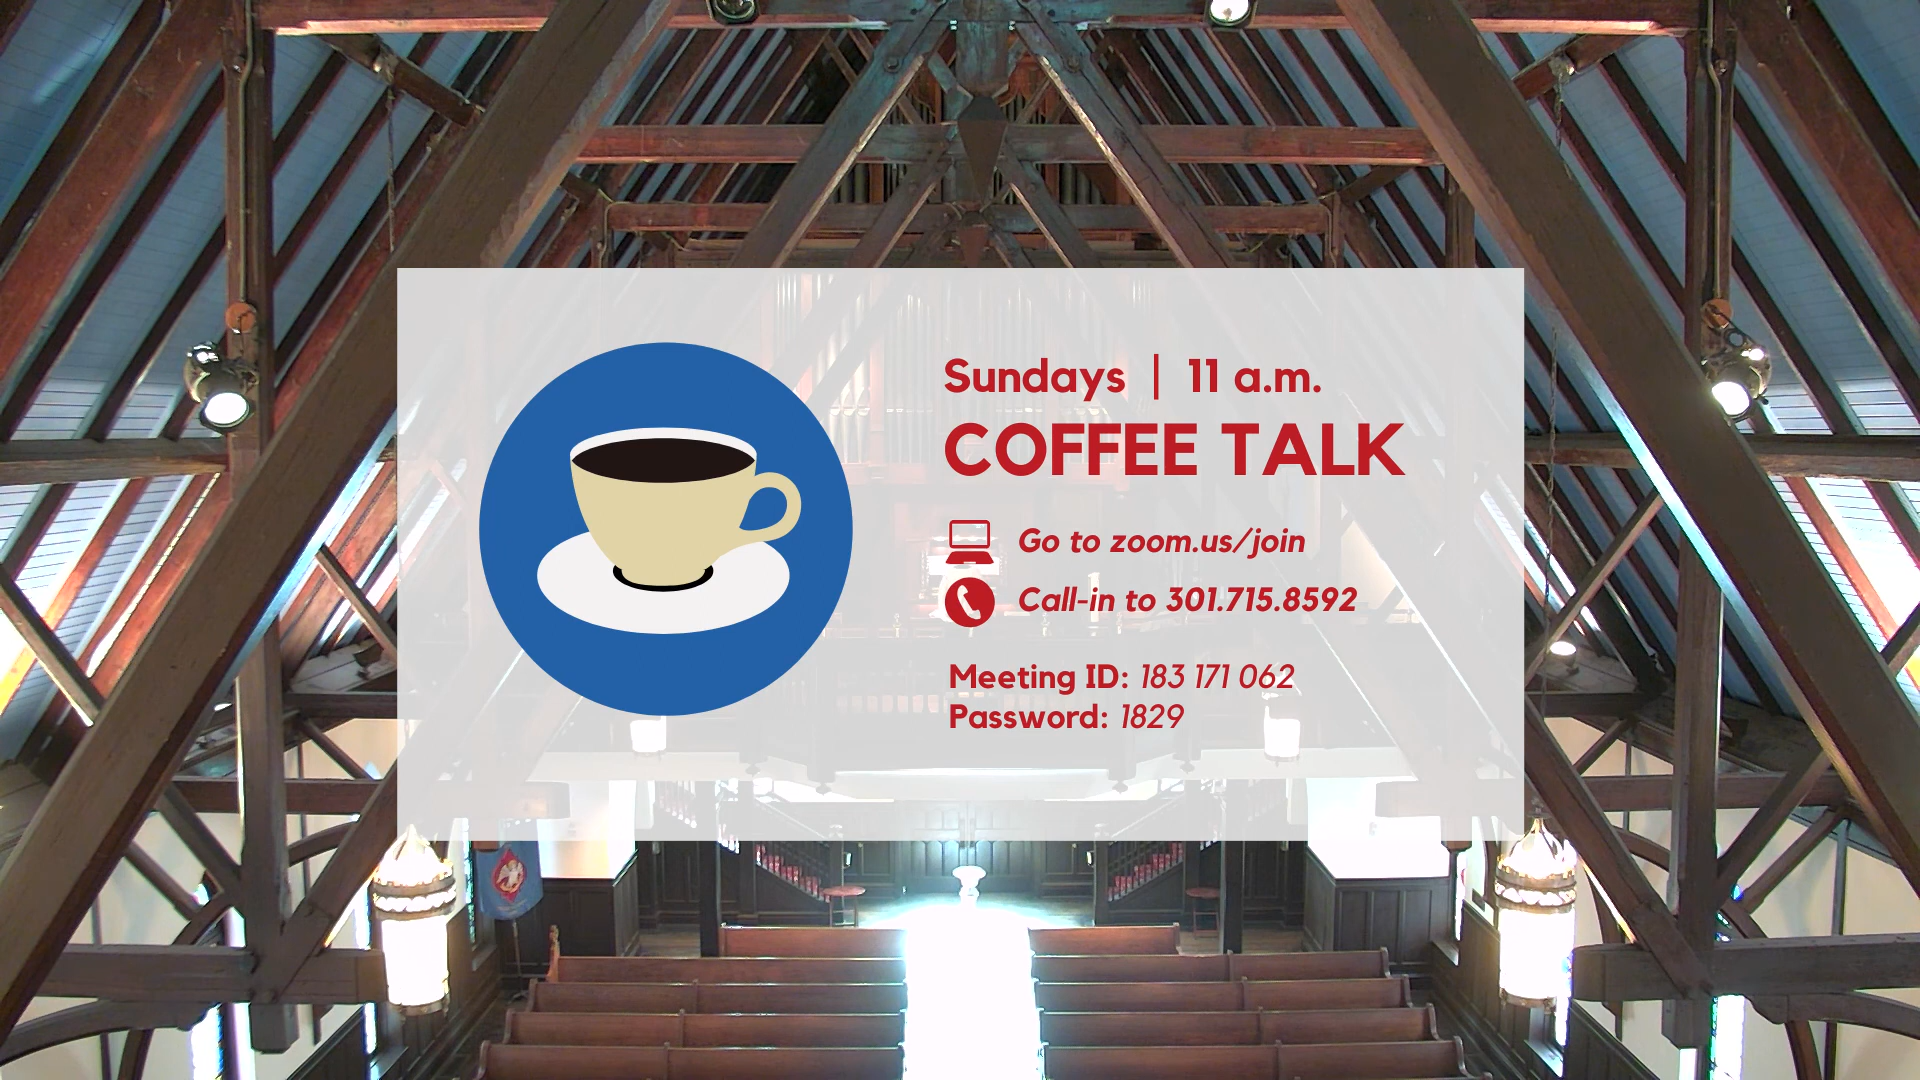 Sundays | 11 a.m.
COFFEE TALK
Go to zoom.us/join
Call-in to 301.715.8592
Meeting ID: 183 171 062
Password: 1829